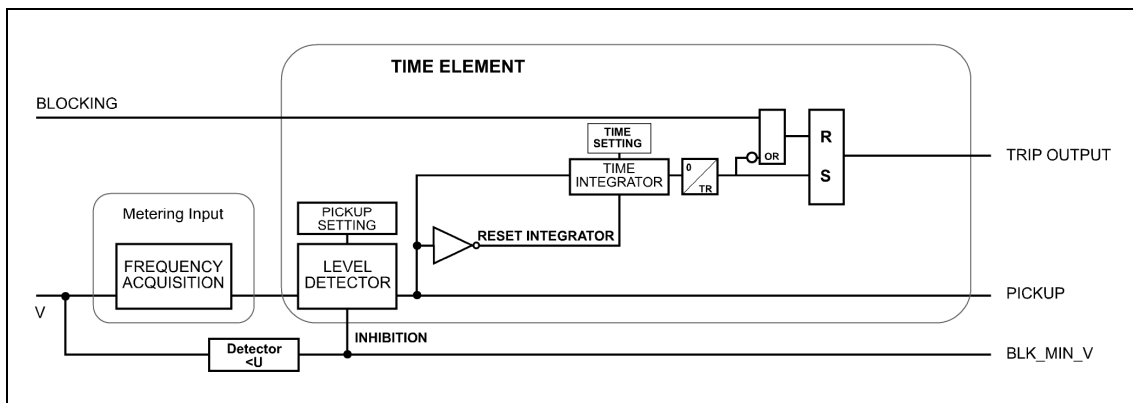 TIME ELEMENT
BLOCKING
TIME
SETTING
OR
R
TRIP OUTPUT
TIME
INTEGRATOR
0
TR
S
Metering Input
PICKUP
SETTING
RESET INTEGRATOR
FREQUENCY
ACQUISITION
LEVEL
DETECTOR
PICKUP
V
INHIBITION
Detector
<U
BLK_MIN_V